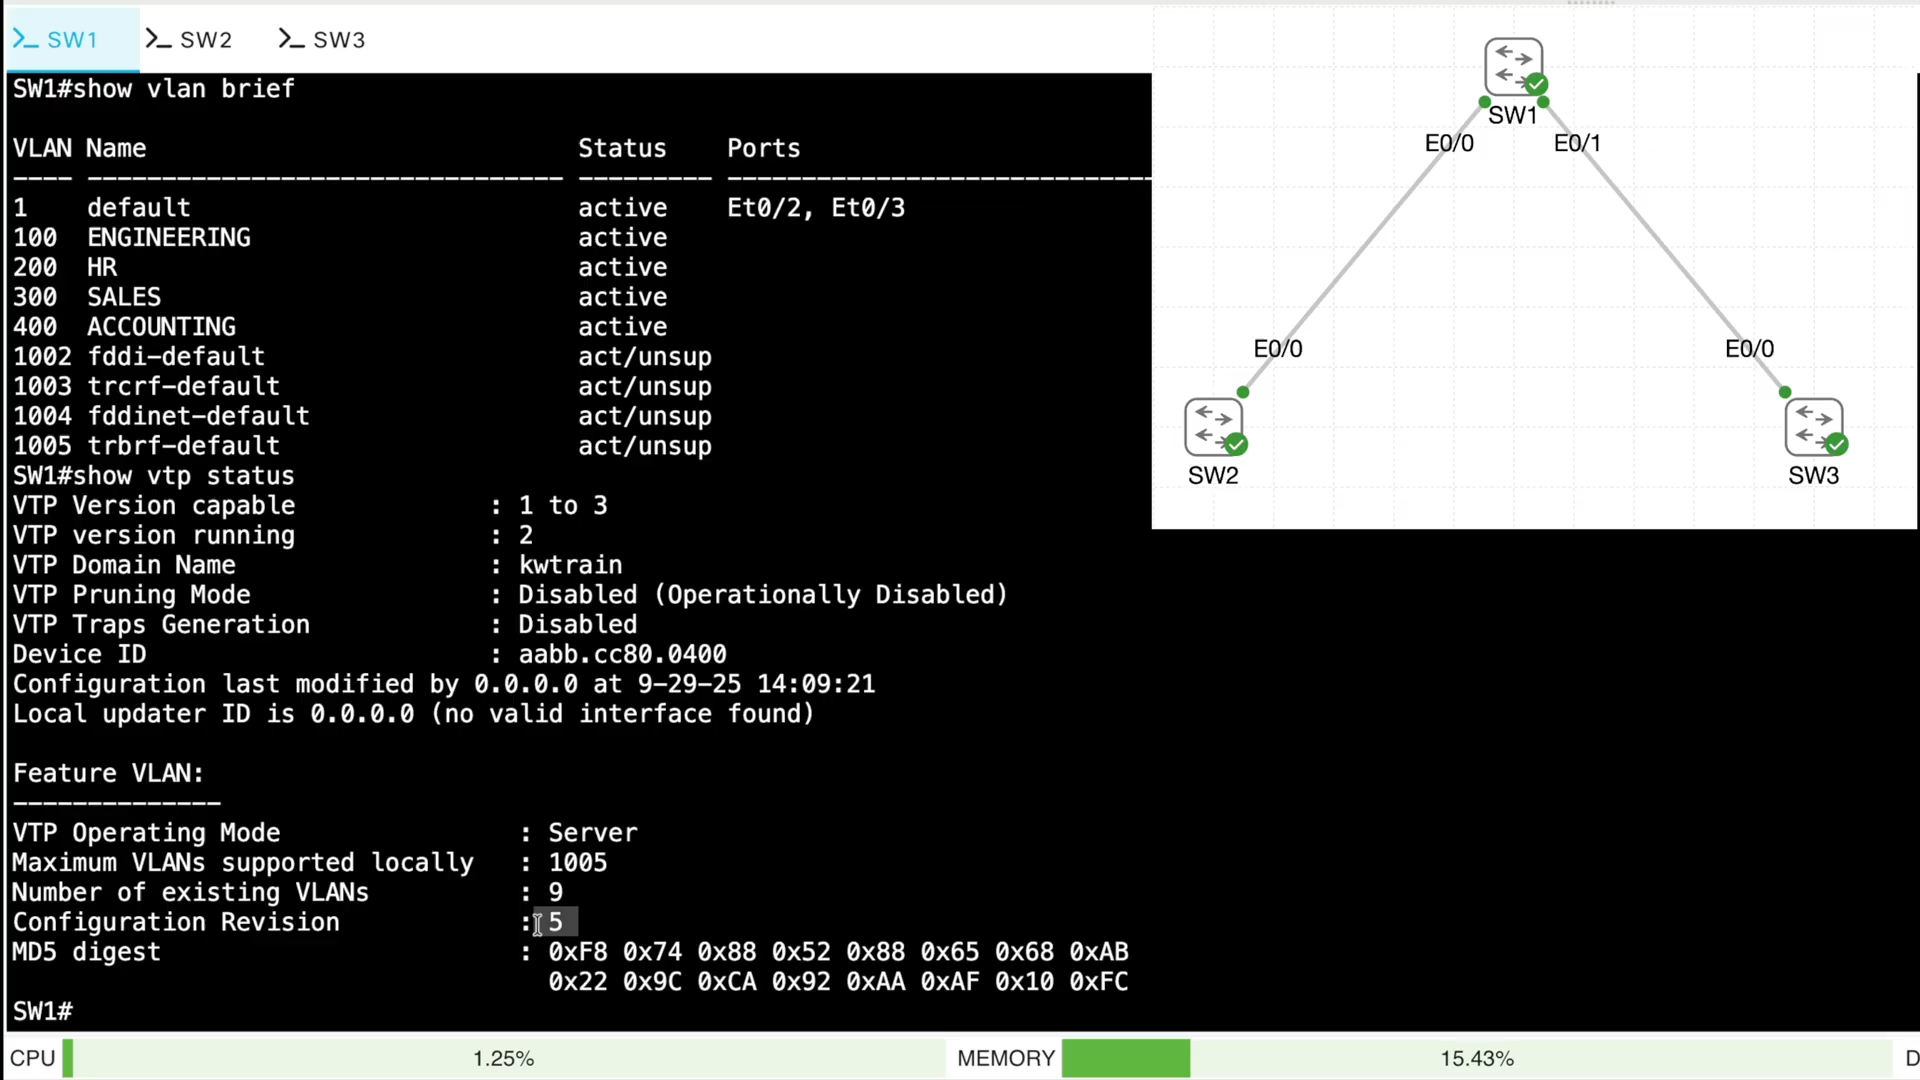 SW1 SW2 SW3
SW1#show vlan brief
VLAN Name Status Ports
---- -------------------------------- --------- -------------------------------
1 default active Et0/2, Et0/3
100 ENGINEERING active
200 HR active
300 SALES active
400 ACCOUNTING active
1002 fddi-default act/unsup
1003 trcrf-default act/unsup
1004 fddinet-default act/unsup
1005 trbrf-default act/unsup
SW1#show vtp status
VTP Version capable : 1 to 3
VTP version running : 2
VTP Domain Name : kwtrain
VTP Pruning Mode : Disabled (Operationally Disabled)
VTP Traps Generation : Disabled
Device ID : aabb.cc80.0400
Configuration last modified by 0.0.0.0 at 9-29-25 14:09:21
Local updater ID is 0.0.0.0 (no valid interface found)
Feature VLAN:
--------------
VTP Operating Mode : Server
Maximum VLANs supported locally : 1005
Number of existing VLANs : 9
Configuration Revision : 5
MD5 digest : 0xF8 0x74 0x88 0x52 0x88 0x65 0x68 0xAB
0x22 0x9C 0xCA 0x92 0xAA 0xAF 0x10 0xFC
SW1#
SW1
E0/0 E0/1
E0/0 E0/0
SW2 SW3
CPU 1.25% MEMORY 15.43% D